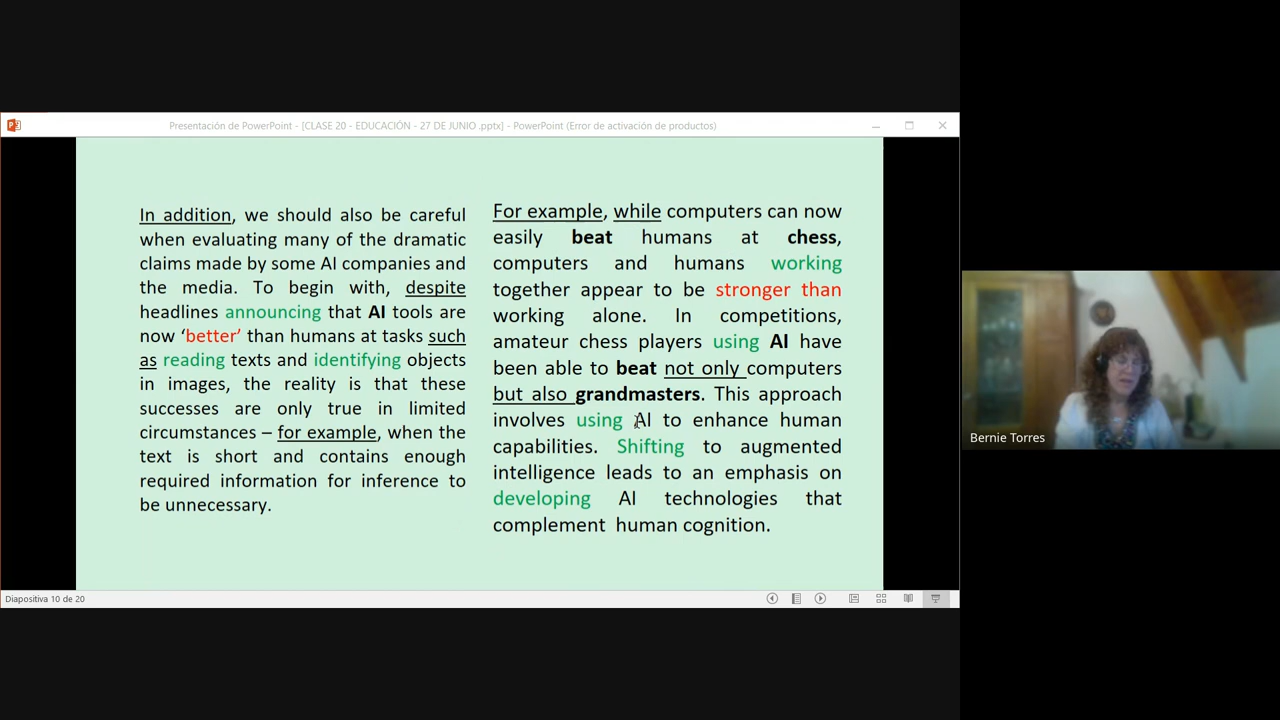 Presentación de PowerPoint - [CLASE 20 - EDUCACIÓN - 27 DE JUNIO .pptx] - PowerPoint (Error de activación de productos)
In addition, we should also be careful
when evaluating many of the dramatic
claims made by some AI companies and
the media. To begin with, despite
headlines announcing that AI tools are
now ‘better’ than humans at tasks such
as reading texts and identifying objects
in images, the reality is that these
successes are only true in limited
circumstances – for example, when the
text is short and contains enough
required information for inference to
be unnecessary.
For example, while computers can now
easily beat humans at chess,
computers and humans working
together appear to be stronger than
working alone. In competitions,
amateur chess players using AI have
been able to beat not only computers
but also grandmasters. This approach
involves using AI to enhance human
capabilities. Shifting to augmented
intelligence leads to an emphasis on
developing AI technologies that
complement human cognition.
Bernie Torres
Diapositiva 10 de 20